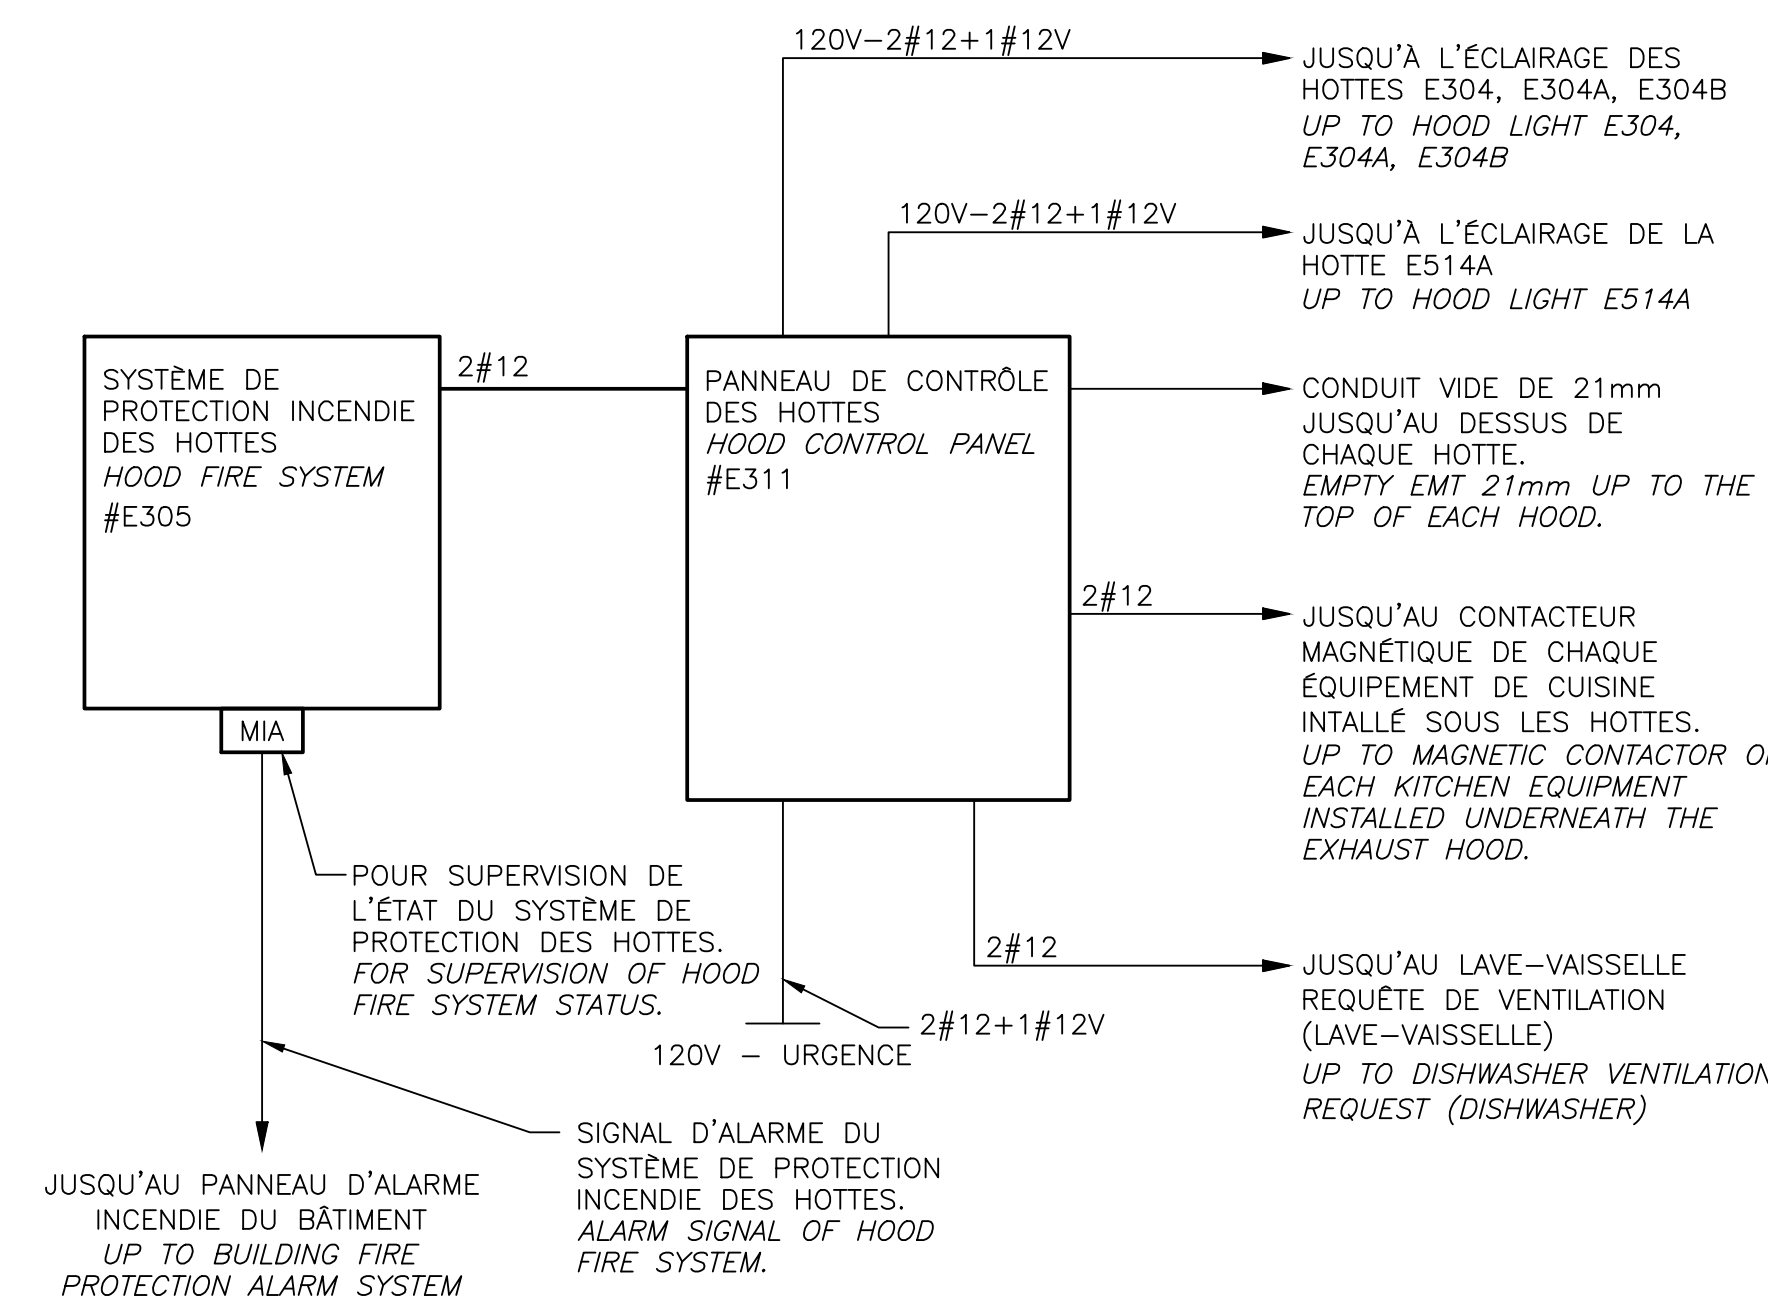 120V-2#12+1#12V
JUSQU'À L'ÉCLAIRAGE DES
HOTTES E304, E304A, E304B
UP TO HOOD LIGHT E304,
E304A, E304B
120V-2#12+1#12V
JUSQU'À L'ÉCLAIRAGE DE LA
HOTTE E514A
UP TO HOOD LIGHT E514A
SYSTÈME DE
PROTECTION INCENDIE
DES HOTTES
HOOD FIRE SYSTEM
#E305
2#12
PANNEAU DE CONTRÔLE
DES HOTTES
HOOD CONTROL PANEL
#E311
CONDUIT VIDE DE 21mm
JUSQU'AU DESSUS DE
CHAQUE HOTTE.
EMPTY EMT 21mm UP TO THE
TOP OF EACH HOOD.
2#12
JUSQU'AU CONTACTEUR
MAGNÉTIQUE DE CHAQUE
ÉQUIPEMENT DE CUISINE
INTALLÉ SOUS LES HOTTES.
UP TO MAGNETIC CONTACTOR
EACH KITCHEN EQUIPMENT
INSTALLED UNDERNEATH THE
EXHAUST HOOD.
MIA
POUR SUPERVISION DE
L'ÉTAT DU SYSTÈME DE
PROTECTION DES HOTTES.
FOR SUPERVISION OF HOOD
FIRE SYSTEM STATUS.
2#12
JUSQU'AU LAVE-VAISSELLE
REQUÊTE DE VENTILATION
(LAVE-VAISSELLE)
UP TO DISHWASHER VENTILATION
REQUEST (DISHWASHER)
2#12+1#12V
120V - URGENCE
SIGNAL D'ALARME DU
SYSTÈME DE PROTECTION
INCENDIE DES HOTTES.
ALARM SIGNAL OF HOOD
FIRE SYSTEM.
JUSQU'AU PANNEAU D'ALARME
INCENDIE DU BÂTIMENT
UP TO BUILDING FIRE
PROTECTION ALARM SYSTEM